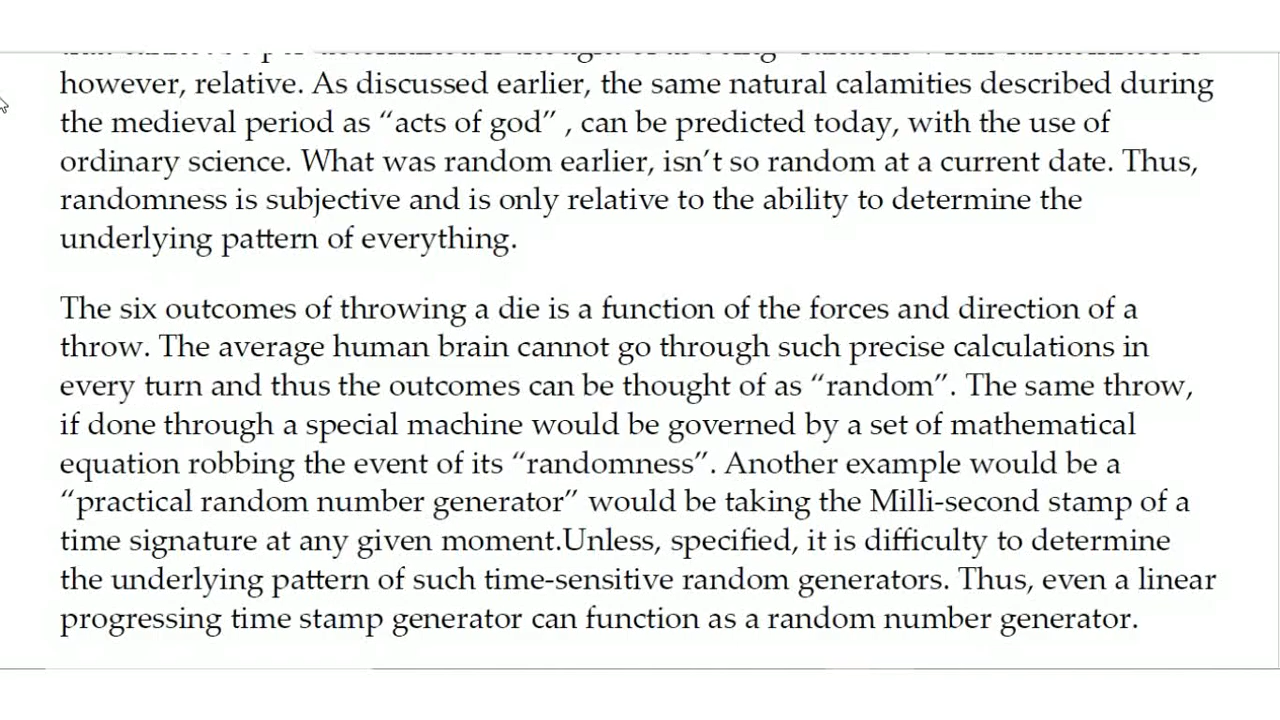 however, relative. As discussed earlier, the same natural calamities described during
the medieval period as “acts of god” , can be predicted today, with the use of
ordinary science. What was random earlier, isn’t so random at a current date. Thus,
randomness is subjective and is only relative to the ability to determine the
underlying pattern of everything.
The six outcomes of throwing a die is a function of the forces and direction of a
throw. The average human brain cannot go through such precise calculations in
every turn and thus the outcomes can be thought of as “random”. The same throw,
if done through a special machine would be governed by a set of mathematical
equation robbing the event of its “randomness”. Another example would be a
“practical random number generator” would be taking the Milli-second stamp of a
time signature at any given moment.Unless, specified, it is difficulty to determine
the underlying pattern of such time-sensitive random generators. Thus, even a linear
progressing time stamp generator can function as a random number generator.